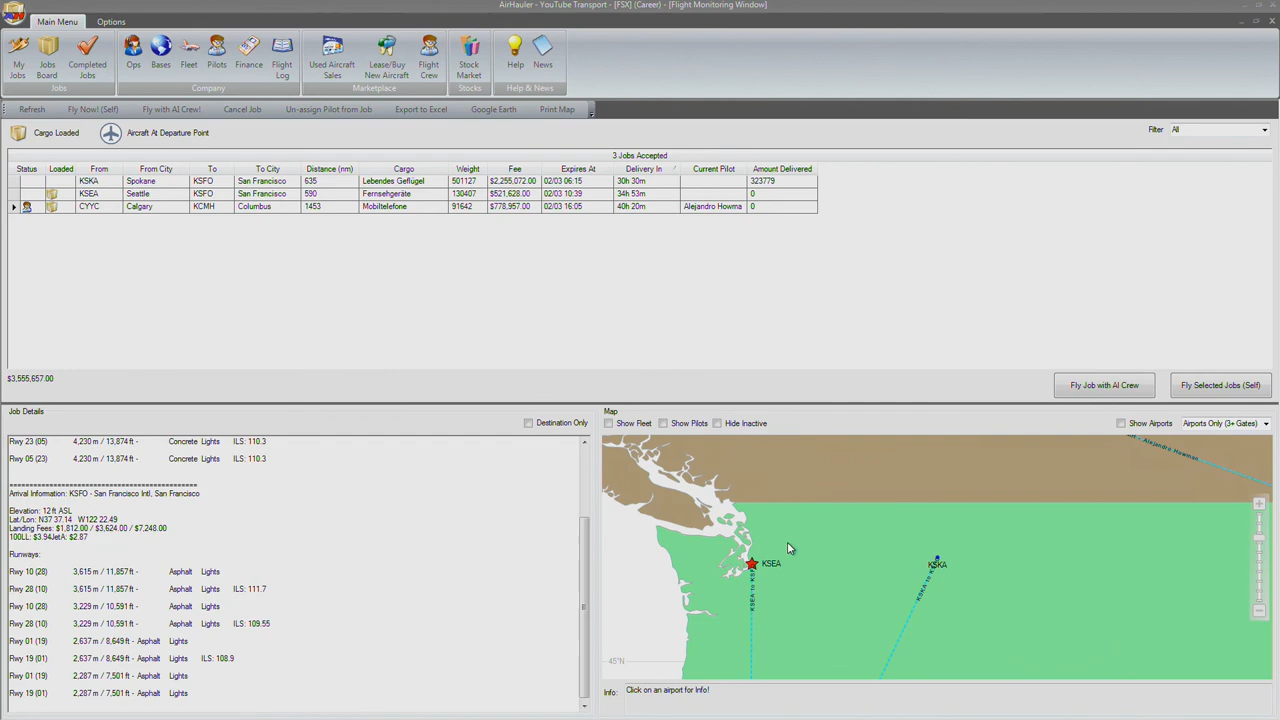 AirHauler - YouTube Transport - [FSX] (Career) - [Flight Monitoring Window]
Main Menu Options
My Jobs
Jobs Board
Completed Jobs
Ops
Bases
Fleet
Pilots
Finance
Flight Log
Used Aircraft Sales
Lease/Buy New Aircraft
Flight Crew
Stock Market
Help
News
Jobs Company Marketplace Stocks Help & News
Refresh Fly Now! (Self) Fly with AI Crew! Cancel Job Un-assign Pilot from Job Export to Excel Google Earth Print Map
Cargo Loaded Aircraft At Departure Point Filter All
3 Jobs Accepted
Status Loaded From From City To To City Distance (nm) Cargo Weight Fee Expires At Delivery In Current Pilot Amount Delivered
KSKA Spokane KSFO San Francisco 635 Lebendes Geflügel 501127 $2,255,072.00 02/03 06:15 30h 30m 323779
KSEA Seattle KSFO San Francisco 590 Fernsehgeräte 130407 $521,628.00 02/03 10:39 34h 53m 0
CYYC Calgary KCMH Columbus 1453 Mobiltelefone 91642 $778,957.00 02/03 16:05 40h 20m Alejandro Howma 0
$3,555,657.00
Fly Job with AI Crew Fly Selected Jobs (Self)
Job Details
Destination Only
Rwy 23 (05) 4,230 m / 13,874 ft - Concrete Lights ILS: 110.3
Rwy 05 (23) 4,230 m / 13,874 ft - Concrete Lights ILS: 110.3
================================================
Arrival Information: KSFO - San Francisco Intl, San Francisco
Elevation: 12 ft ASL
Lat/Lon: N37 37.14 W122 22.49
Landing Fees: $1,812.00 / $3,624.00 / $7,248.00
100LL: $3.94JetA: $2.87
Runways:
Rwy 10 (28) 3,615 m / 11,857 ft - Asphalt Lights
Rwy 28 (10) 3,615 m / 11,857 ft - Asphalt Lights ILS: 111.7
Rwy 10 (28) 3,229 m / 10,591 ft - Asphalt Lights
Rwy 28 (10) 3,229 m / 10,591 ft - Asphalt Lights ILS: 109.55
Rwy 01 (19) 2,637 m / 8,649 ft - Asphalt Lights
Rwy 19 (01) 2,637 m / 8,649 ft - Asphalt Lights ILS: 108.9
Rwy 01 (19) 2,287 m / 7,501 ft - Asphalt Lights
Rwy 19 (01) 2,287 m / 7,501 ft - Asphalt Lights
Map
Show Fleet Show Pilots Hide Inactive Show Airports Airports Only (3+ Gates)
Alejandro Howman
KSEA
KSKA
KSEA to
KSKA to
45°N
Info: Click on an airport for Info!